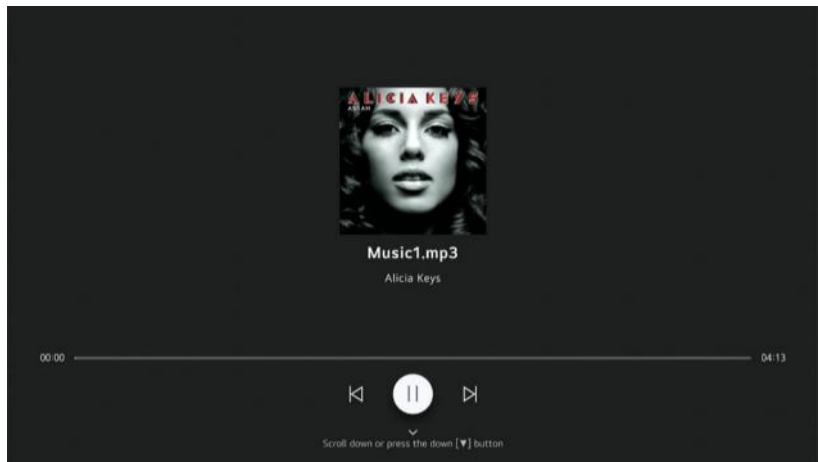 ALICIA KEYS
AS I AM
Music1.mp3
Alicia Keys
00:00
04:13
Scroll down or press the down [▼] button